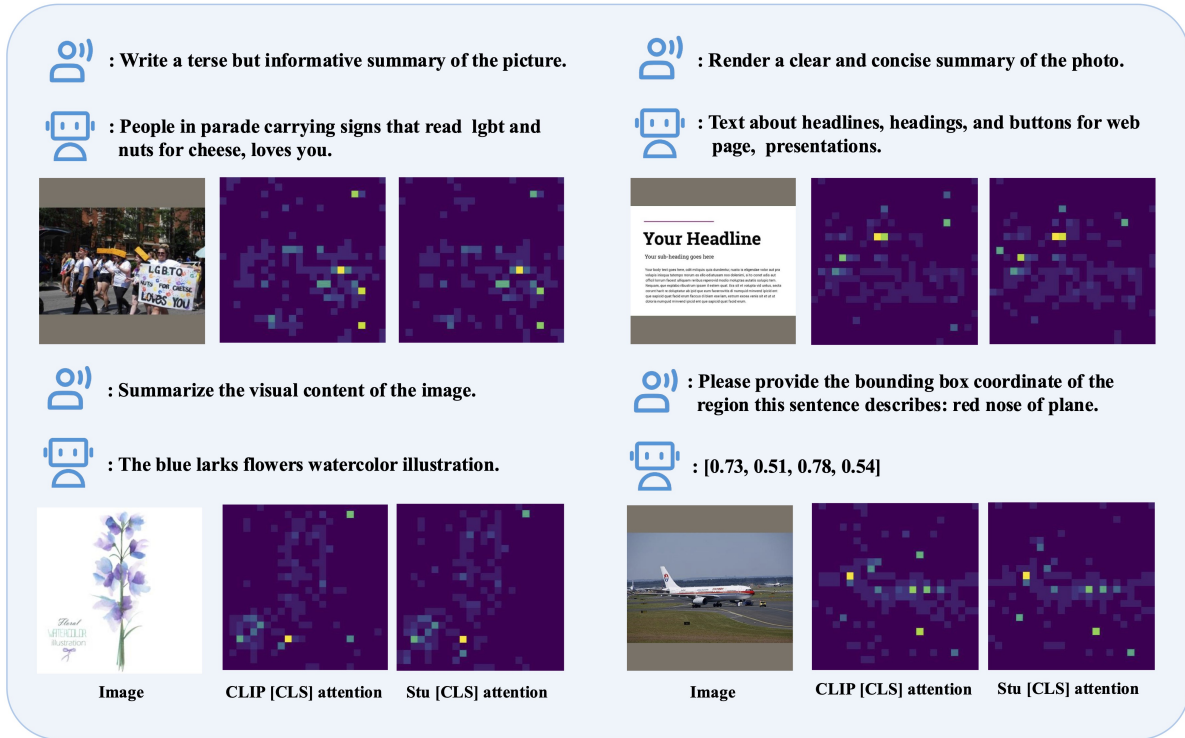 : Write a terse but informative summary of the picture.
: People in parade carrying signs that read lgbt and
nuts for cheese, loves you.
LGBTO
NUTS FOR CHEESE
LOVES YOU
: Summarize the visual content of the image.
: The blue larks flowers watercolor illustration.
Floral
WATERCOLOR
illustration
Image
CLIP [CLS] attention
Stu [CLS] attention
: Render a clear and concise summary of the photo.
: Text about headlines, headings, and buttons for web
page, presentations.
Your Headline
Your sub-heading goes here
: Please provide the bounding box coordinate of the
region this sentence describes: red nose of plane.
: [0.73, 0.51, 0.78, 0.54]
Image
CLIP [CLS] attention
Stu [CLS] attention